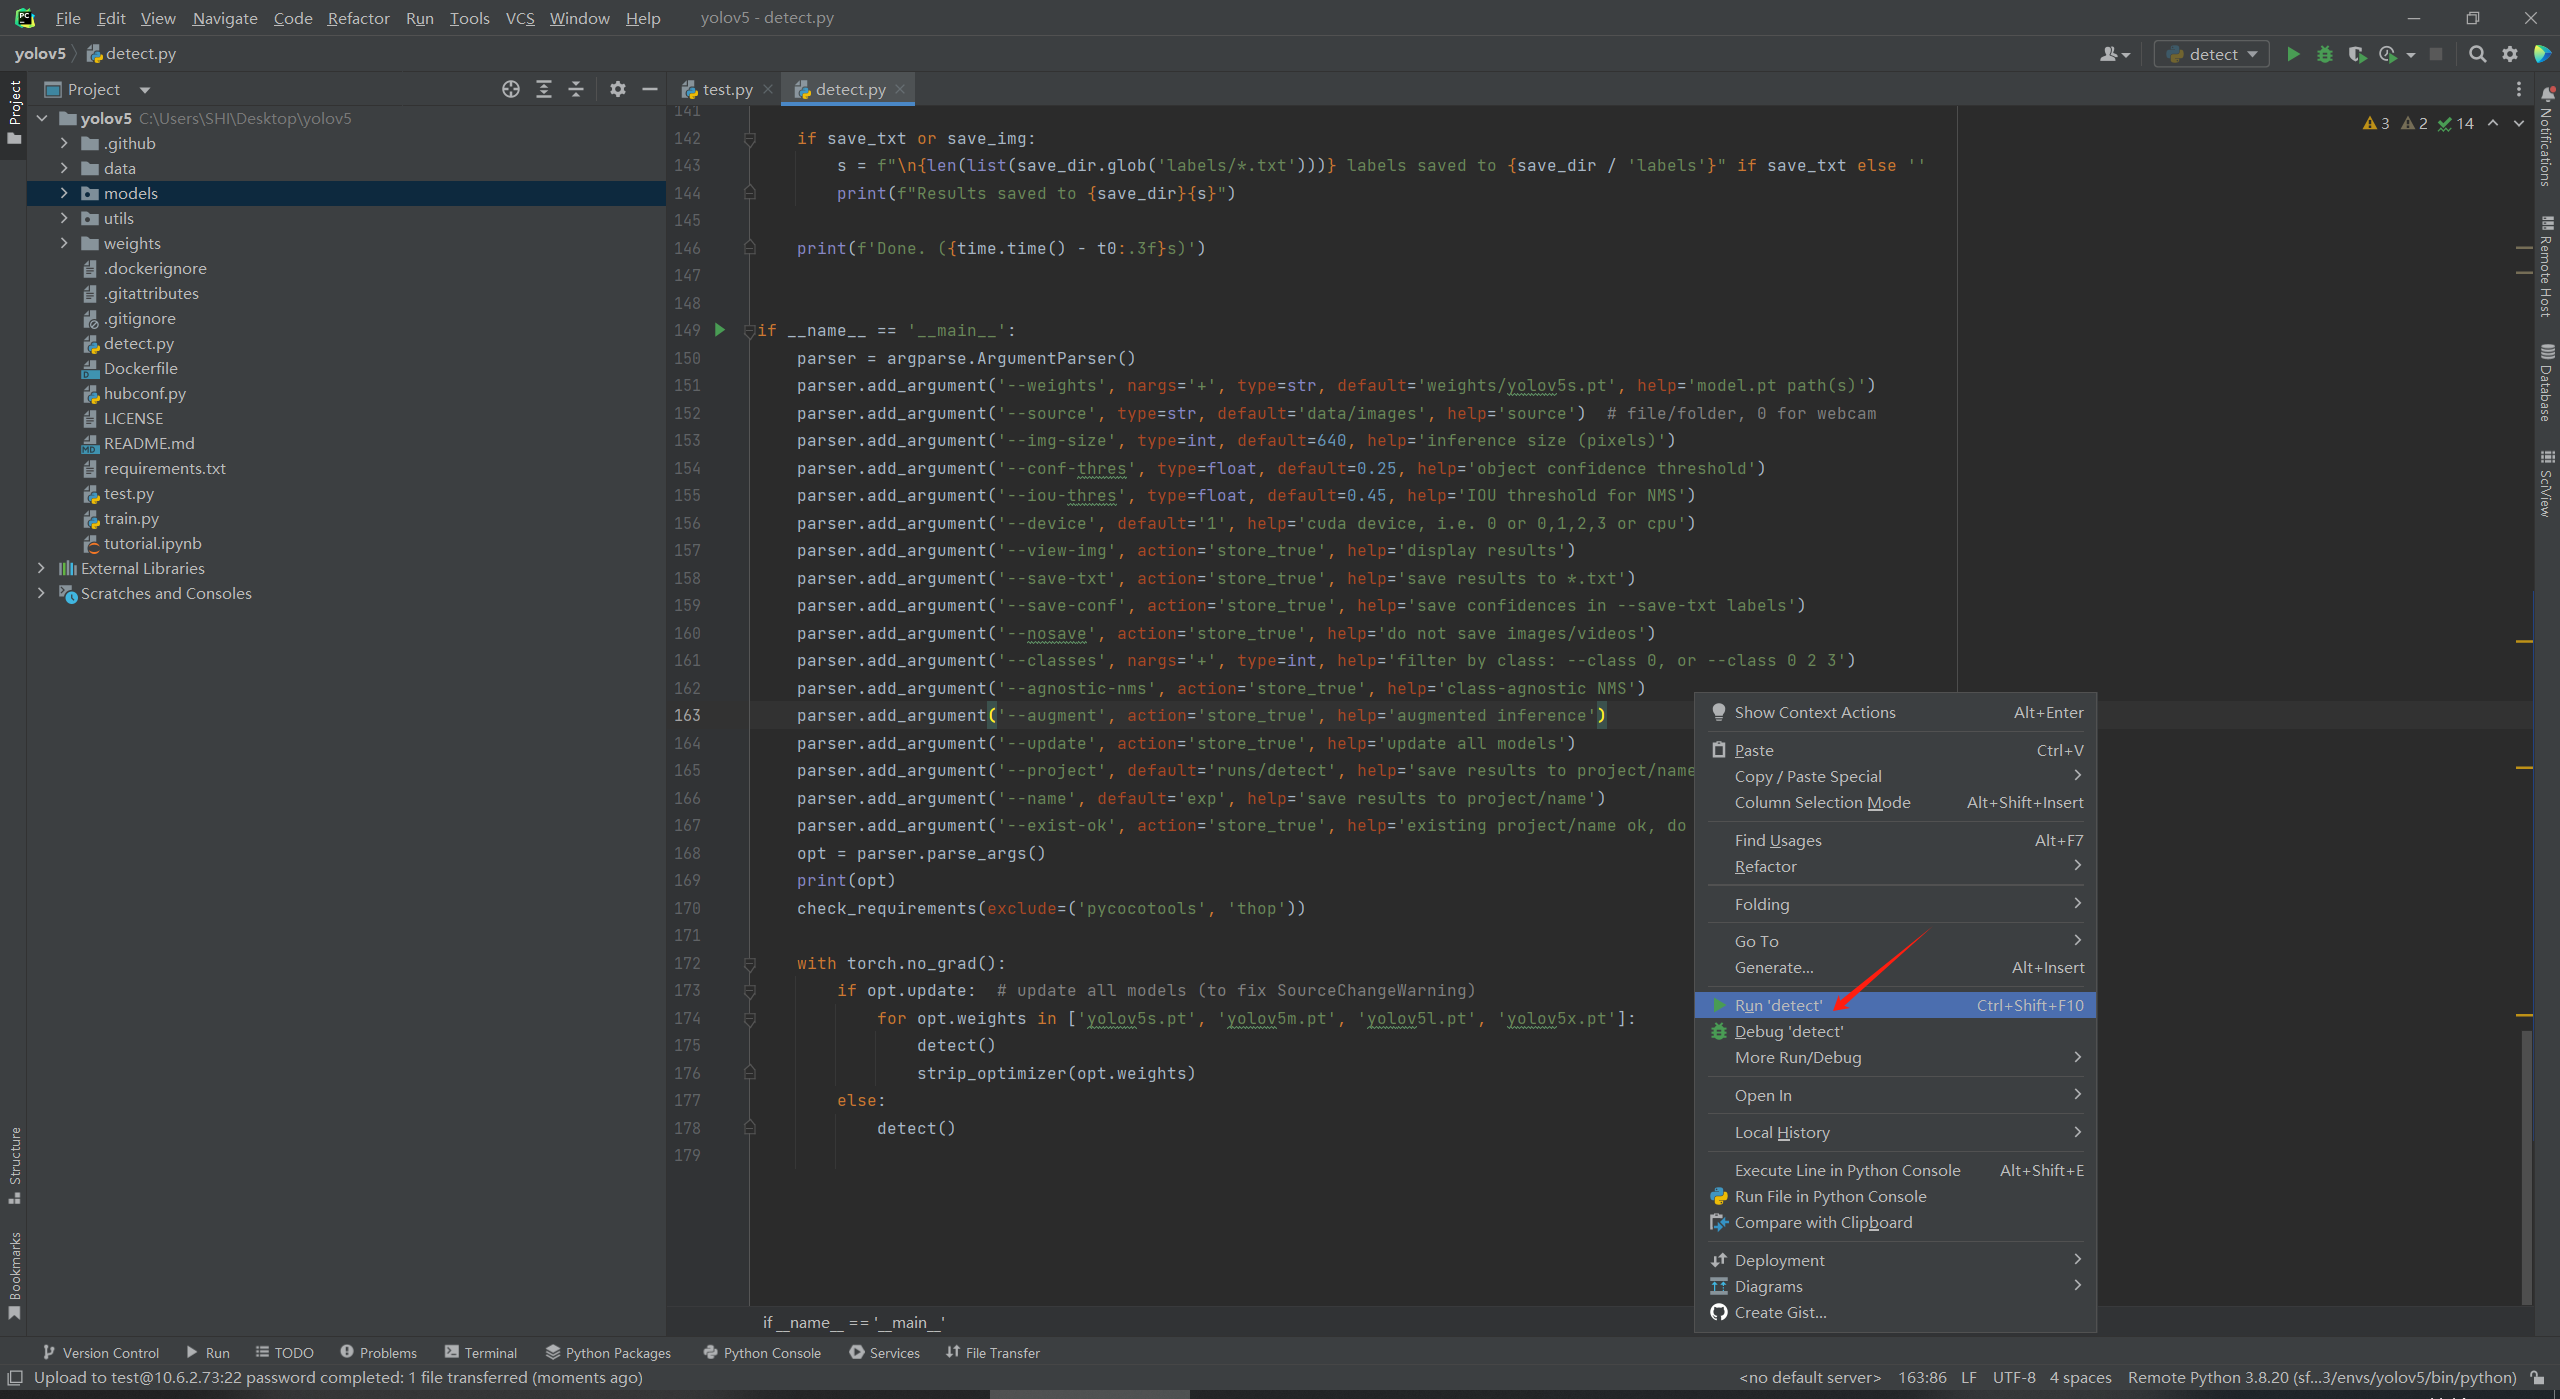 File Edit View Navigate Code Refactor Run Tools VCS Window Help yolov5 - detect.py
yolov5 detect.py
detect
Project
test.py detect.py
yolov5 C:\Users\SHI\Desktop\yolov5
.github
data
models
utils
weights
.dockerignore
.gitattributes
.gitignore
detect.py
Dockerfile
hubconf.py
LICENSE
README.md
requirements.txt
test.py
train.py
tutorial.ipynb
External Libraries
Scratches and Consoles
Project
Structure
Bookmarks
3 2 14
141
142 if save_txt or save_img:
143 s = f"\n{len(list(save_dir.glob('labels/*.txt')))} labels saved to {save_dir / 'labels'}" if save_txt else ''
144 print(f"Results saved to {save_dir}{s}")
145
146 print(f'Done. ({time.time() - t0:.3f}s)')
147
148
149 if __name__ == '__main__':
150 parser = argparse.ArgumentParser()
151 parser.add_argument('--weights', nargs='+', type=str, default='weights/yolov5s.pt', help='model.pt path(s)')
152 parser.add_argument('--source', type=str, default='data/images', help='source')  # file/folder, 0 for webcam
153 parser.add_argument('--img-size', type=int, default=640, help='inference size (pixels)')
154 parser.add_argument('--conf-thres', type=float, default=0.25, help='object confidence threshold')
155 parser.add_argument('--iou-thres', type=float, default=0.45, help='IOU threshold for NMS')
156 parser.add_argument('--device', default='1', help='cuda device, i.e. 0 or 0,1,2,3 or cpu')
157 parser.add_argument('--view-img', action='store_true', help='display results')
158 parser.add_argument('--save-txt', action='store_true', help='save results to *.txt')
159 parser.add_argument('--save-conf', action='store_true', help='save confidences in --save-txt labels')
160 parser.add_argument('--nosave', action='store_true', help='do not save images/videos')
161 parser.add_argument('--classes', nargs='+', type=int, help='filter by class: --class 0, or --class 0 2 3')
162 parser.add_argument('--agnostic-nms', action='store_true', help='class-agnostic NMS')
163 parser.add_argument('--augment', action='store_true', help='augmented inference')
164 parser.add_argument('--update', action='store_true', help='update all models')
165 parser.add_argument('--project', default='runs/detect', help='save results to project/name
166 parser.add_argument('--name', default='exp', help='save results to project/name')
167 parser.add_argument('--exist-ok', action='store_true', help='existing project/name ok, do
168 opt = parser.parse_args()
169 print(opt)
170 check_requirements(exclude=('pycocotools', 'thop'))
171
172 with torch.no_grad():
173 if opt.update:  # update all models (to fix SourceChangeWarning)
174 for opt.weights in ['yolov5s.pt', 'yolov5m.pt', 'yolov5l.pt', 'yolov5x.pt']:
175 detect()
176 strip_optimizer(opt.weights)
177 else:
178 detect()
179
if __name__ == '__main__'
Show Context Actions Alt+Enter
Paste Ctrl+V
Copy / Paste Special
Column Selection Mode Alt+Shift+Insert
Find Usages Alt+F7
Refactor
Folding
Go To
Generate... Alt+Insert
Run 'detect' Ctrl+Shift+F10
Debug 'detect'
More Run/Debug
Open In
Local History
Execute Line in Python Console Alt+Shift+E
Run File in Python Console
Compare with Clipboard
Deployment
Diagrams
Create Gist...
Notifications
Remote Host
Database
SciView
Version Control Run TODO Problems Terminal Python Packages Python Console Services File Transfer
Upload to test@10.6.2.73:22 password completed: 1 file transferred (moments ago) <no default server> 163:86 LF UTF-8 4 spaces Remote Python 3.8.20 (sf...3/envs/yolov5/bin/python)